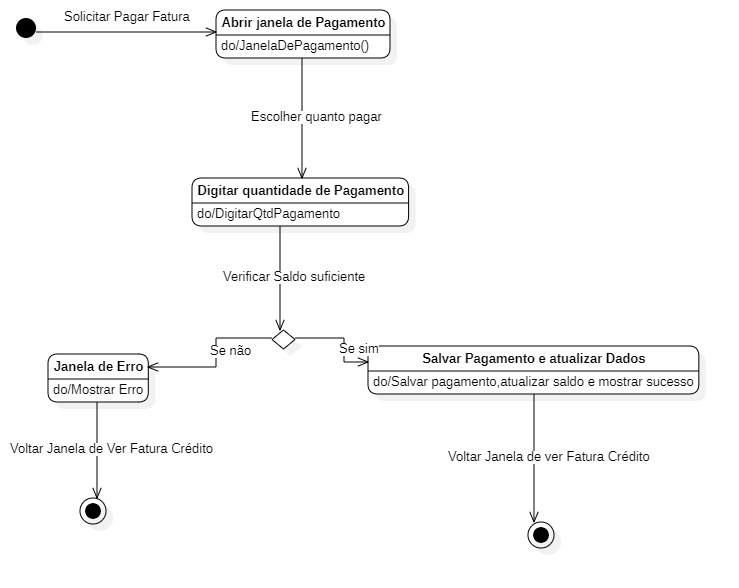 Solicitar Pagar Fatura
Abrir janela de Pagamento
do/JanelaDePagamento()
Escolher quanto pagar
Digitar quantidade de Pagamento
do/DigitarQtdPagamento
Verificar Saldo suficiente
Se não
Se sim
Janela de Erro
do/Mostrar Erro
Salvar Pagamento e atualizar Dados
do/Salvar pagamento,atualizar saldo e mostrar sucesso
Voltar Janela de Ver Fatura Crédito
Voltar Janela de ver Fatura Crédito